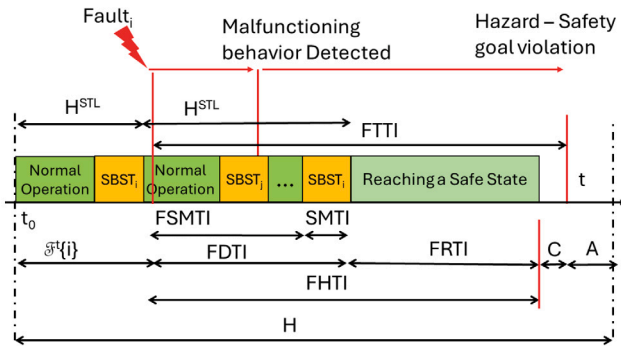 Fault_i
Malfunctioning
behavior Detected
Hazard – Safety
goal violation
H^STL
H^STL
FTTI
Normal
Operation
SBST_i
Normal
Operation
SBST_j
...
SBST_i
Reaching a Safe State
t
t_0
FSMTI
SMTI
ℱ^t{i}
FDTI
FRTI
C
A
FHTI
H